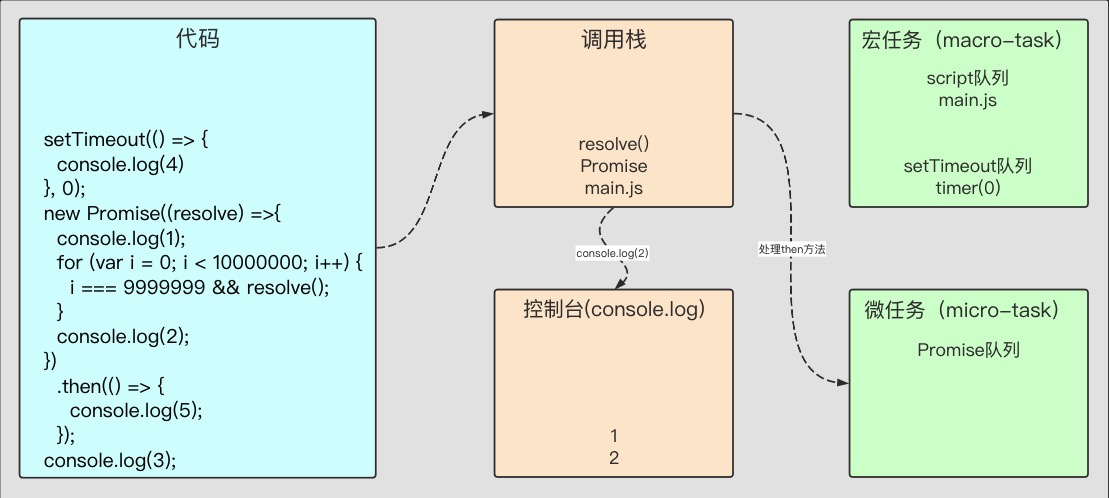 代码
setTimeout(() => {
console.log(4)
}, 0);
new Promise((resolve) =>{
console.log(1);
for (var i = 0; i < 10000000; i++) {
i === 9999999 && resolve();
}
console.log(2);
})
.then(() => {
console.log(5);
});
console.log(3);
调用栈
resolve()
Promise
main.js
console.log(2)
控制台(console.log)
1
2
宏任务（macro-task）
script队列
main.js
setTimeout队列
timer(0)
处理then方法
微任务（micro-task）
Promise队列